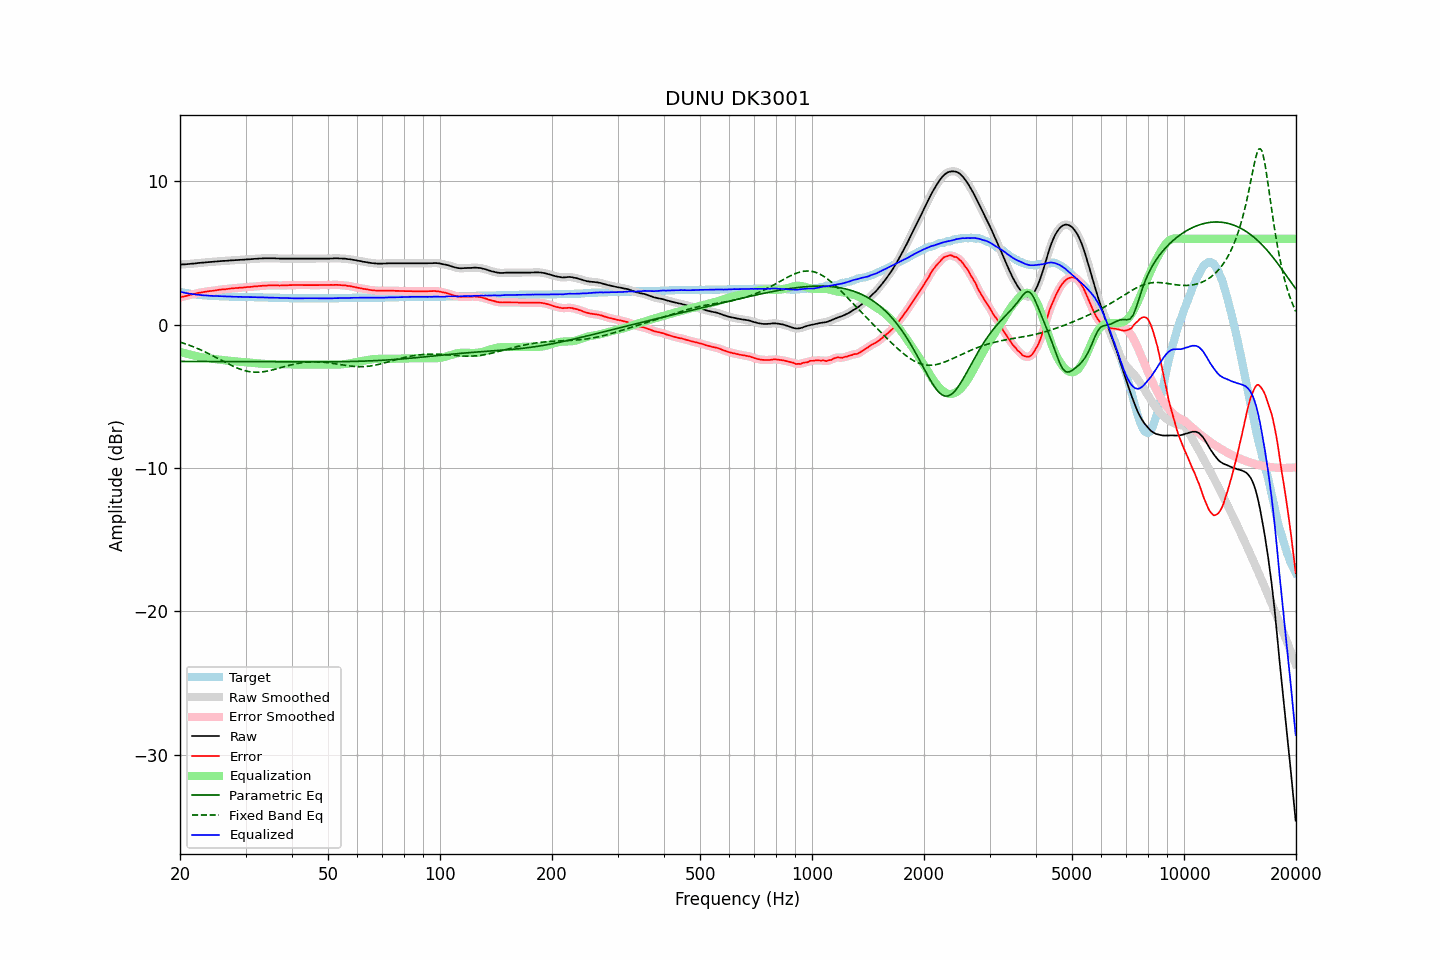 DUNU DK3001
Amplitude (dBr)
10
0
−10
−20
−30
Target
Raw Smoothed
Error Smoothed
Raw
Error
Equalization
Parametric Eq
Fixed Band Eq
Equalized
20 50 100 200 500 1000 2000 5000 10000 20000
Frequency (Hz)